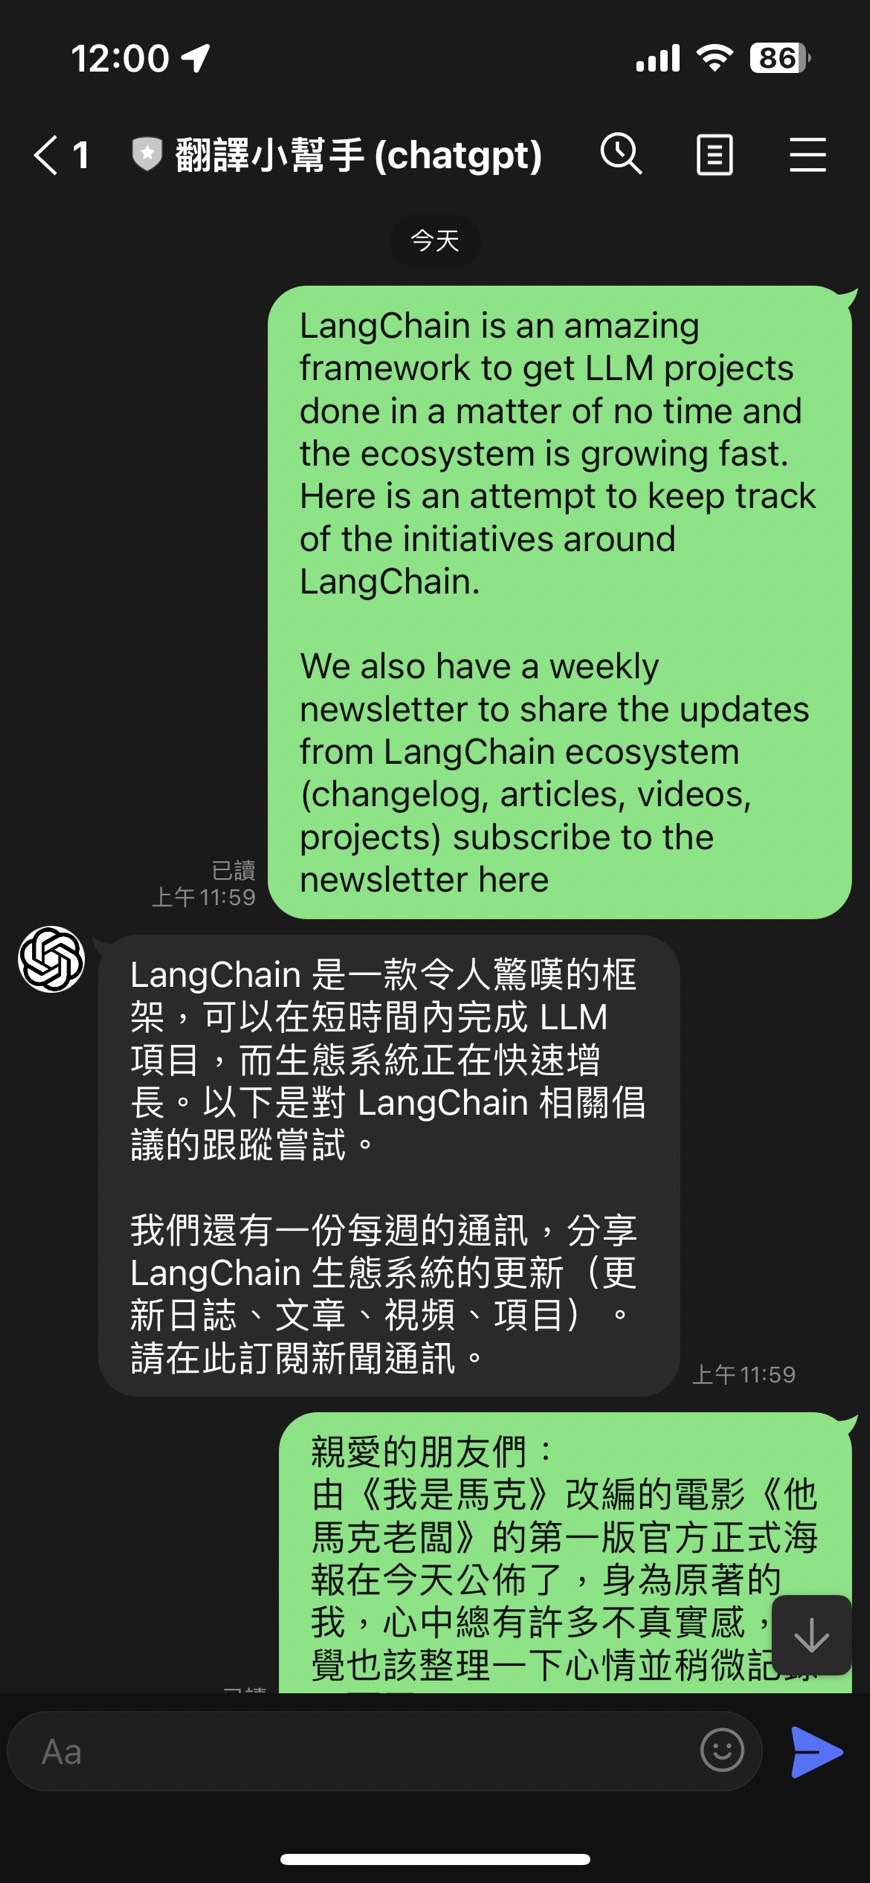 12:00
86
1 翻譯小幫手 (chatgpt)
今天
LangChain is an amazing
framework to get LLM projects
done in a matter of no time and
the ecosystem is growing fast.
Here is an attempt to keep track
of the initiatives around
LangChain.
We also have a weekly
newsletter to share the updates
from LangChain ecosystem
(changelog, articles, videos,
projects) subscribe to the
newsletter here
已讀
上午 11:59
LangChain 是一款令人驚嘆的框
架，可以在短時間內完成 LLM
項目，而生態系統正在快速增
長。以下是對 LangChain 相關倡
議的跟蹤嘗試。
我們還有一份每週的通訊，分享
LangChain 生態系統的更新（更
新日誌、文章、視頻、項目）。
請在此訂閱新聞通訊。
上午 11:59
親愛的朋友們：
由《我是馬克》改編的電影《他
馬克老闆》的第一版官方正式海
報在今天公佈了，身為原著的
我，心中總有許多不真實感，
覺也該整理一下心情並稍微記
Aa